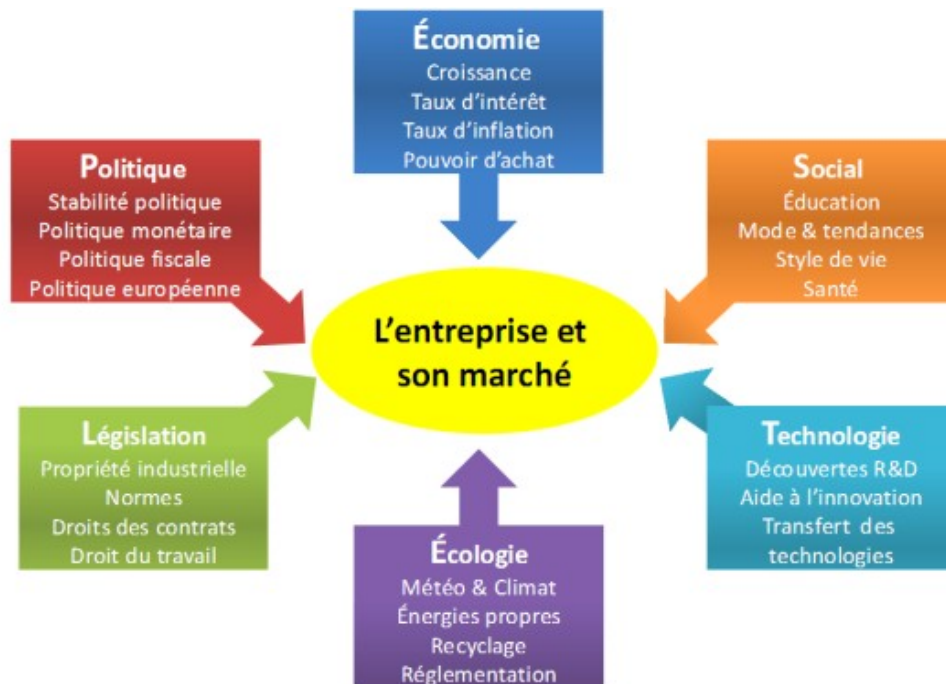 Économie
Croissance
Taux d'intérêt
Taux d'inflation
Pouvoir d'achat
Politique
Stabilité politique
Politique monétaire
Politique fiscale
Politique européenne
Social
Éducation
Mode & tendances
Style de vie
Santé
L'entreprise et
son marché
Législation
Propriété industrielle
Normes
Droits des contrats
Droit du travail
Technologie
Découvertes R&D
Aide à l'innovation
Transfert des
technologies
Écologie
Météo & Climat
Énergies propres
Recyclage
Réglementation